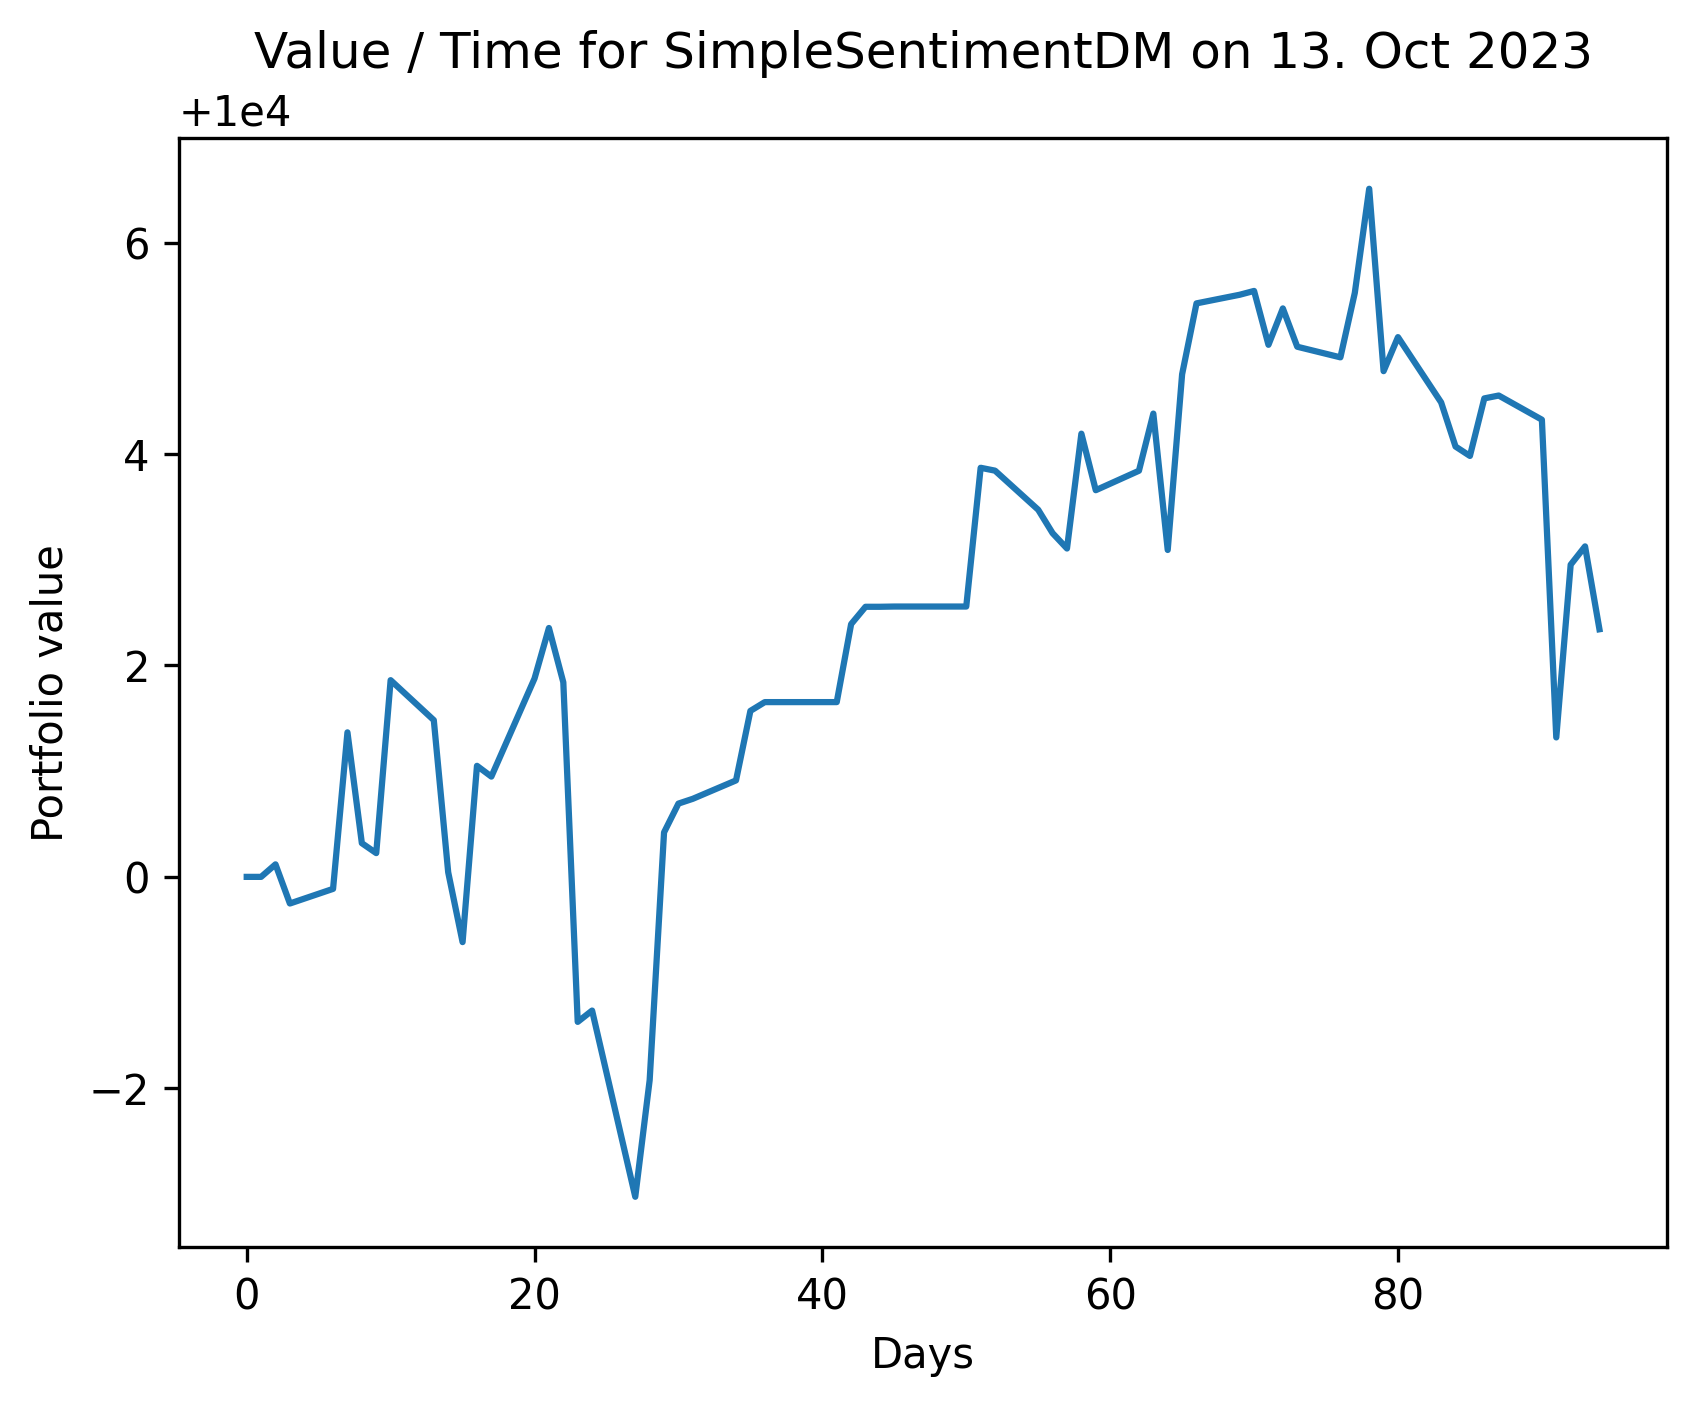 Value / Time for SimpleSentimentDM on 13. Oct 2023
+1e4
6
4
2
0
−2
Portfolio value
0 20 40 60 80
Days